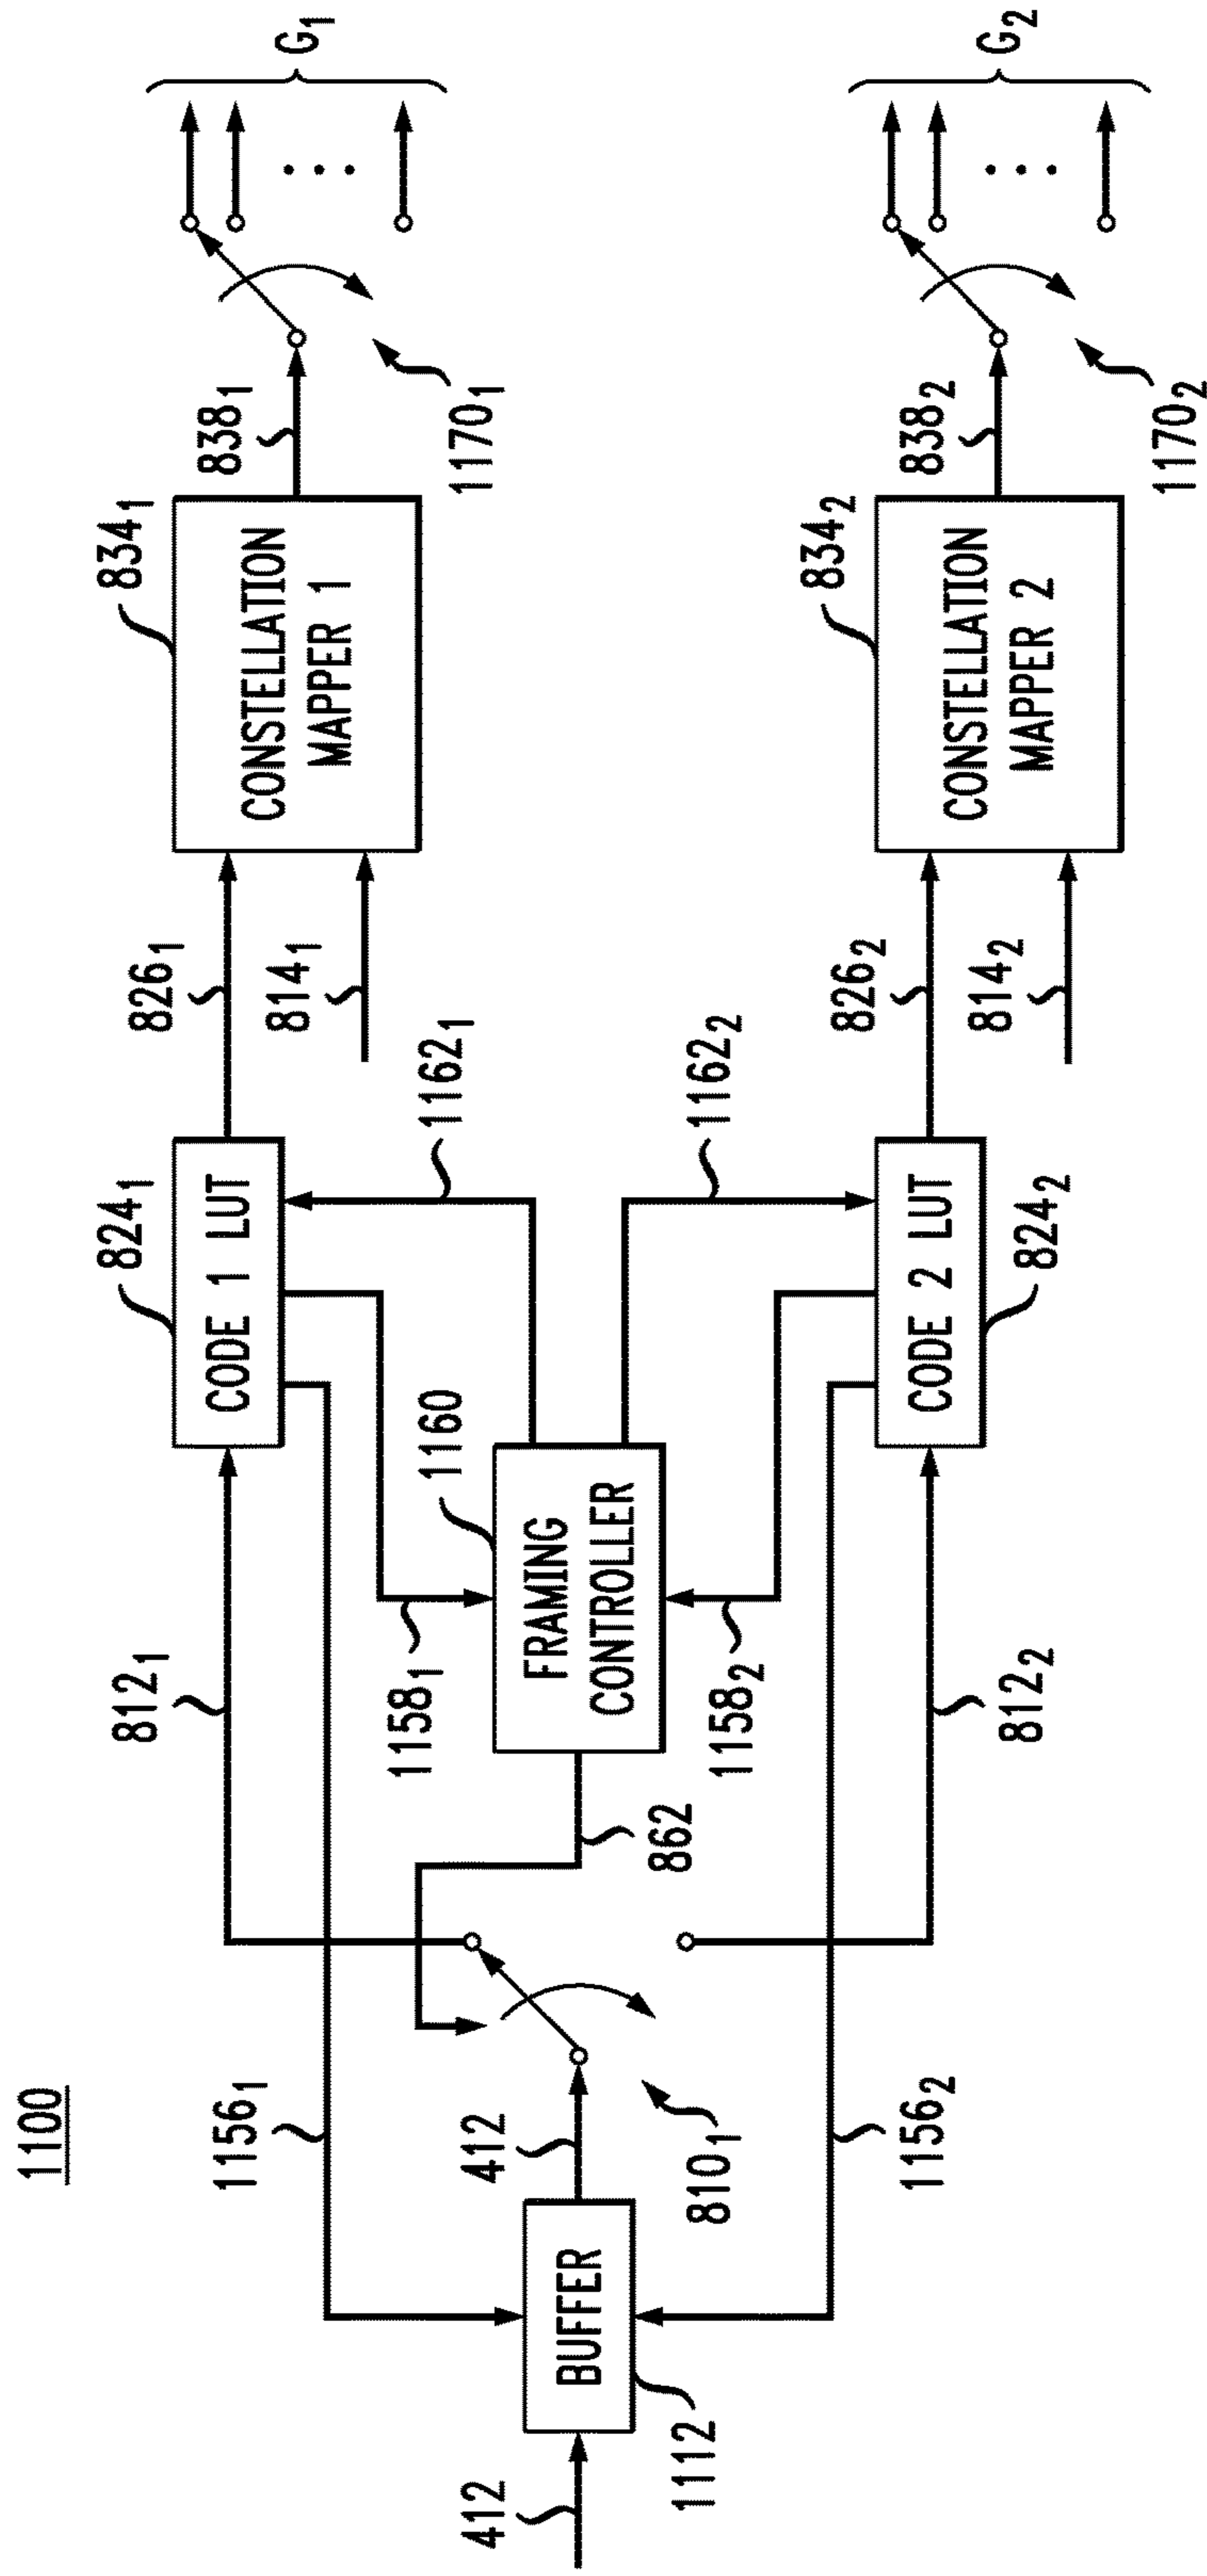 1100
412
BUFFER
1112
412
810₁
1156₁
1156₂
862
812₁
812₂
1158₁
1158₂
FRAMING
CONTROLLER
1160
CODE 1 LUT
824₁
CODE 2 LUT
824₂
1162₁
1162₂
826₁
814₁
826₂
814₂
CONSTELLATION
MAPPER 1
834₁
CONSTELLATION
MAPPER 2
834₂
838₁
838₂
1170₁
1170₂
G₁
G₂